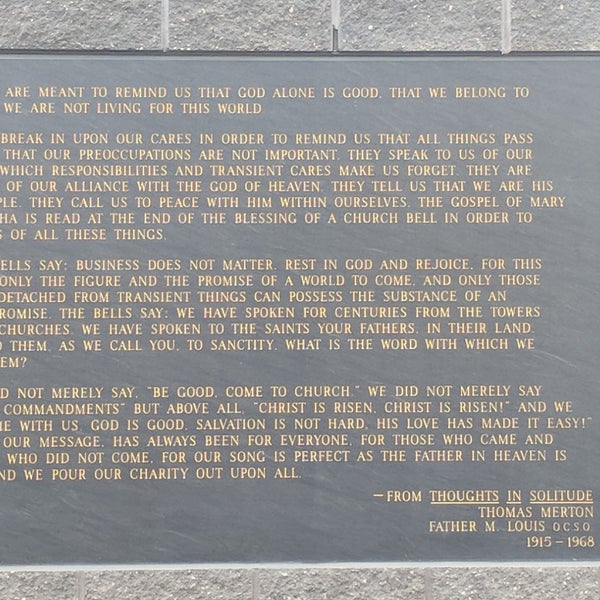 ARE MEANT TO REMIND US THAT GOD ALONE IS GOOD, THAT WE BELONG TO
WE ARE NOT LIVING FOR THIS WORLD.
BREAK IN UPON OUR CARES IN ORDER TO REMIND US THAT ALL THINGS PASS
THAT OUR PREOCCUPATIONS ARE NOT IMPORTANT. THEY SPEAK TO US OF OUR
WHICH RESPONSIBILITIES AND TRANSIENT CARES MAKE US FORGET. THEY ARE
OF OUR ALLIANCE WITH THE GOD OF HEAVEN. THEY TELL US THAT WE ARE HIS
PLE. THEY CALL US TO PEACE WITH HIM WITHIN OURSELVES. THE GOSPEL OF MARY
HA IS READ AT THE END OF THE BLESSING OF A CHURCH BELL IN ORDER TO
S OF ALL THESE THINGS.
ELLS SAY: BUSINESS DOES NOT MATTER. REST IN GOD AND REJOICE, FOR THIS
ONLY THE FIGURE AND THE PROMISE OF A WORLD TO COME, AND ONLY THOSE
DETACHED FROM TRANSIENT THINGS CAN POSSESS THE SUBSTANCE OF AN
ROMISE. THE BELLS SAY: WE HAVE SPOKEN FOR CENTURIES FROM THE TOWERS
CHURCHES. WE HAVE SPOKEN TO THE SAINTS YOUR FATHERS, IN THEIR LAND.
O THEM, AS WE CALL YOU, TO SANCTITY. WHAT IS THE WORD WITH WHICH WE
EM?
D NOT MERELY SAY, "BE GOOD, COME TO CHURCH." WE DID NOT MERELY SAY
COMMANDMENTS" BUT ABOVE ALL, "CHRIST IS RISEN, CHRIST IS RISEN!" AND WE
ME WITH US, GOD IS GOOD, SALVATION IS NOT HARD, HIS LOVE HAS MADE IT EASY!"
OUR MESSAGE, HAS ALWAYS BEEN FOR EVERYONE, FOR THOSE WHO CAME AND
WHO DID NOT COME, FOR OUR SONG IS PERFECT AS THE FATHER IN HEAVEN IS
ND WE POUR OUR CHARITY OUT UPON ALL.
—FROM THOUGHTS IN SOLITUDE
THOMAS MERTON
FATHER M. LOUIS O.C.S.O.
1915 – 1968